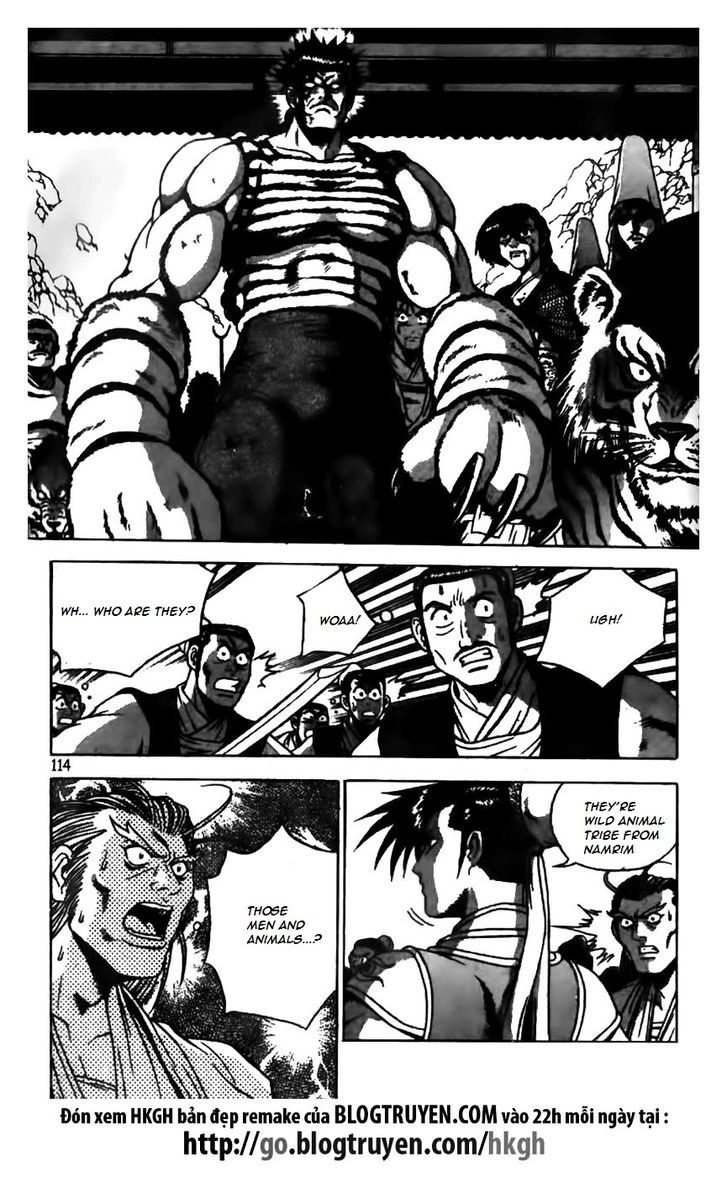 WH... WHO ARE THEY?
WOAA!
UGH!
114
THOSE
MEN AND
ANIMALS...?
THEY'RE
WILD ANIMAL
TRIBE FROM
NAMRIM
Đón xem HKGH bản đẹp remake của BLOGTRUYEN.COM vào 22h mỗi ngày tại :
http://go.blogtruyen.com/hkgh